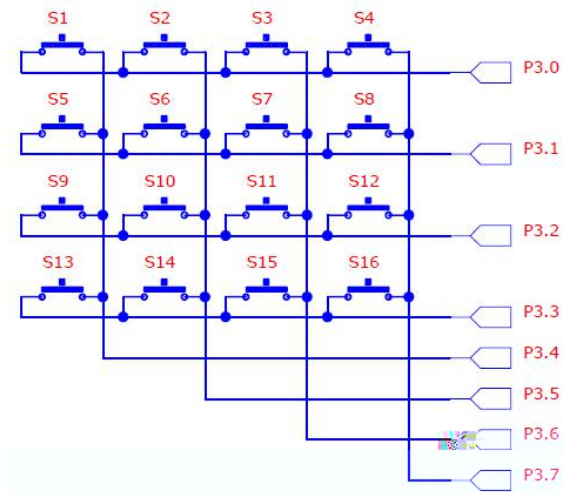 S1 S2 S3 S4
P3.0
S5 S6 S7 S8
P3.1
S9 S10 S11 S12
P3.2
S13 S14 S15 S16
P3.3
P3.4
P3.5
P3.6
P3.7